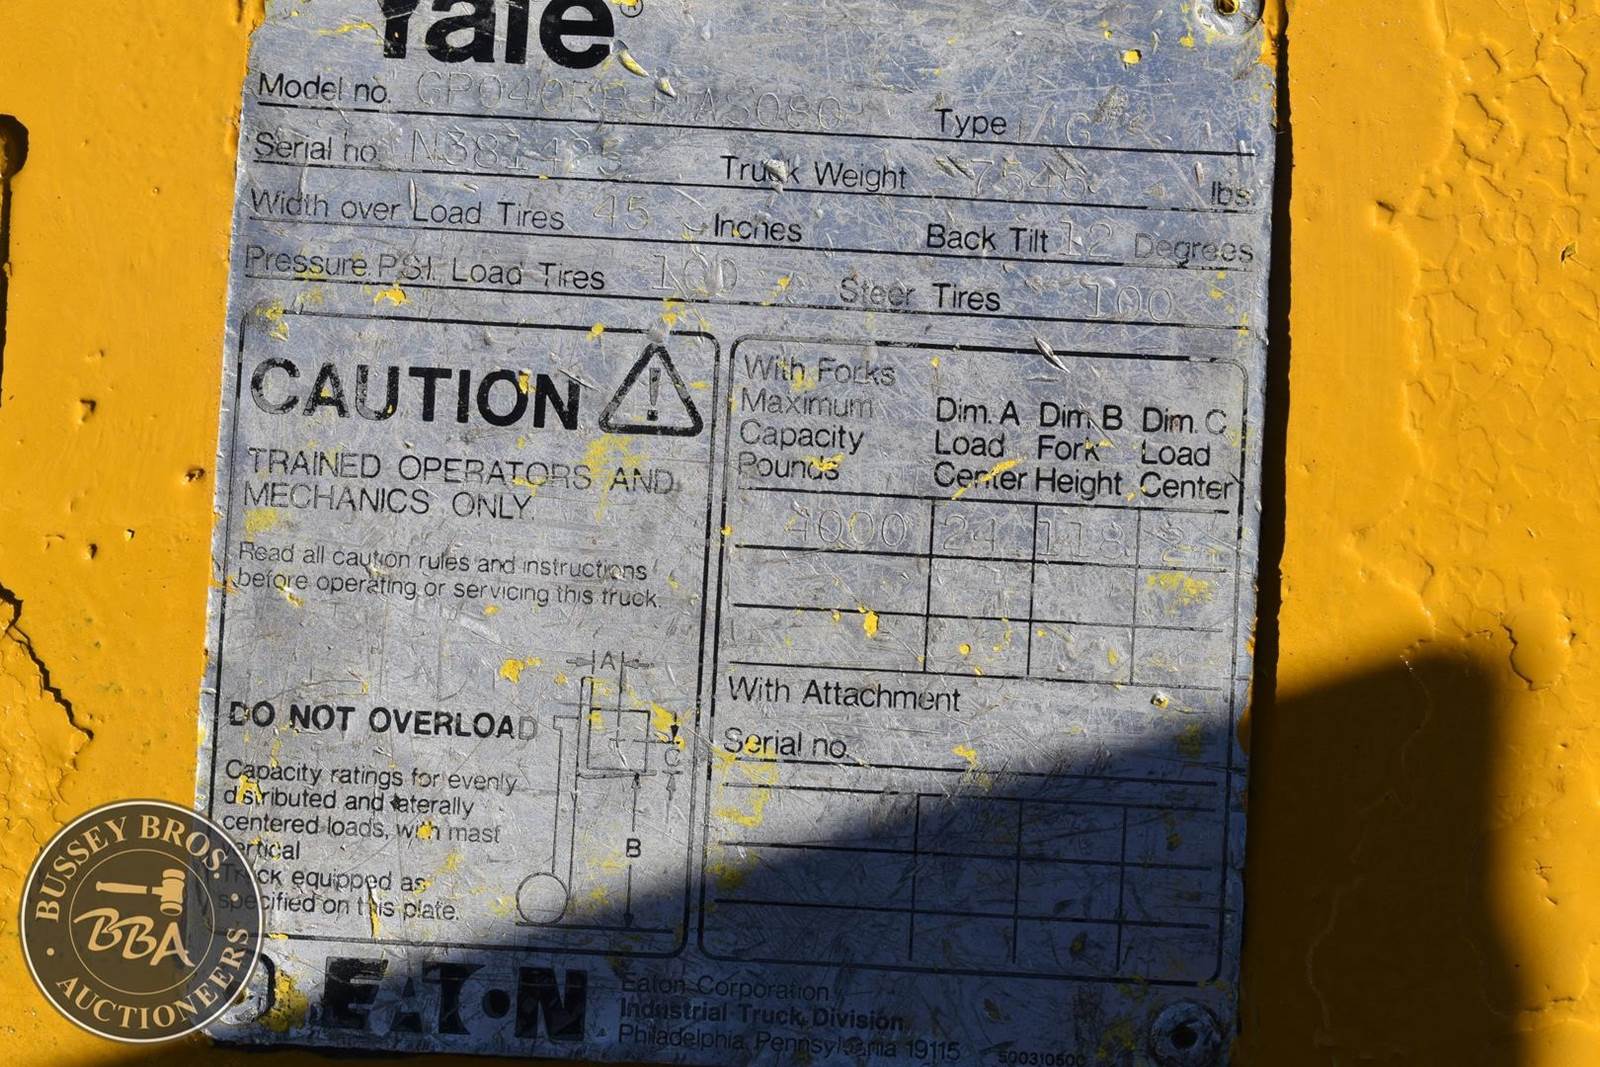 Yale®
Model no. Type G
Serial no. Truck Weight lbs.
Width over Load Tires 45 Inches Back Tilt 12 Degrees
Pressure P.S.I. Load Tires 100 Steer Tires 100
CAUTION
TRAINED OPERATORS AND
MECHANICS ONLY.
Read all caution rules and instructions
before operating or servicing this truck.
A
DO NOT OVERLOAD
C
Capacity ratings for evenly
distributed and laterally
centered loads, with mast
vertical
B
Truck equipped as
specified on this plate.
With Forks
Maximum
Capacity
Pounds
Dim. A Dim. B Dim. C
Load Fork Load
Center Height Center
4000 24 118
With Attachment
Serial no.
EATON
Eaton Corporation
Industrial Truck Division
Philadelphia, Pennsylvania 19115
500310500
BUSSEY BROS.
BBA
AUCTIONEERS